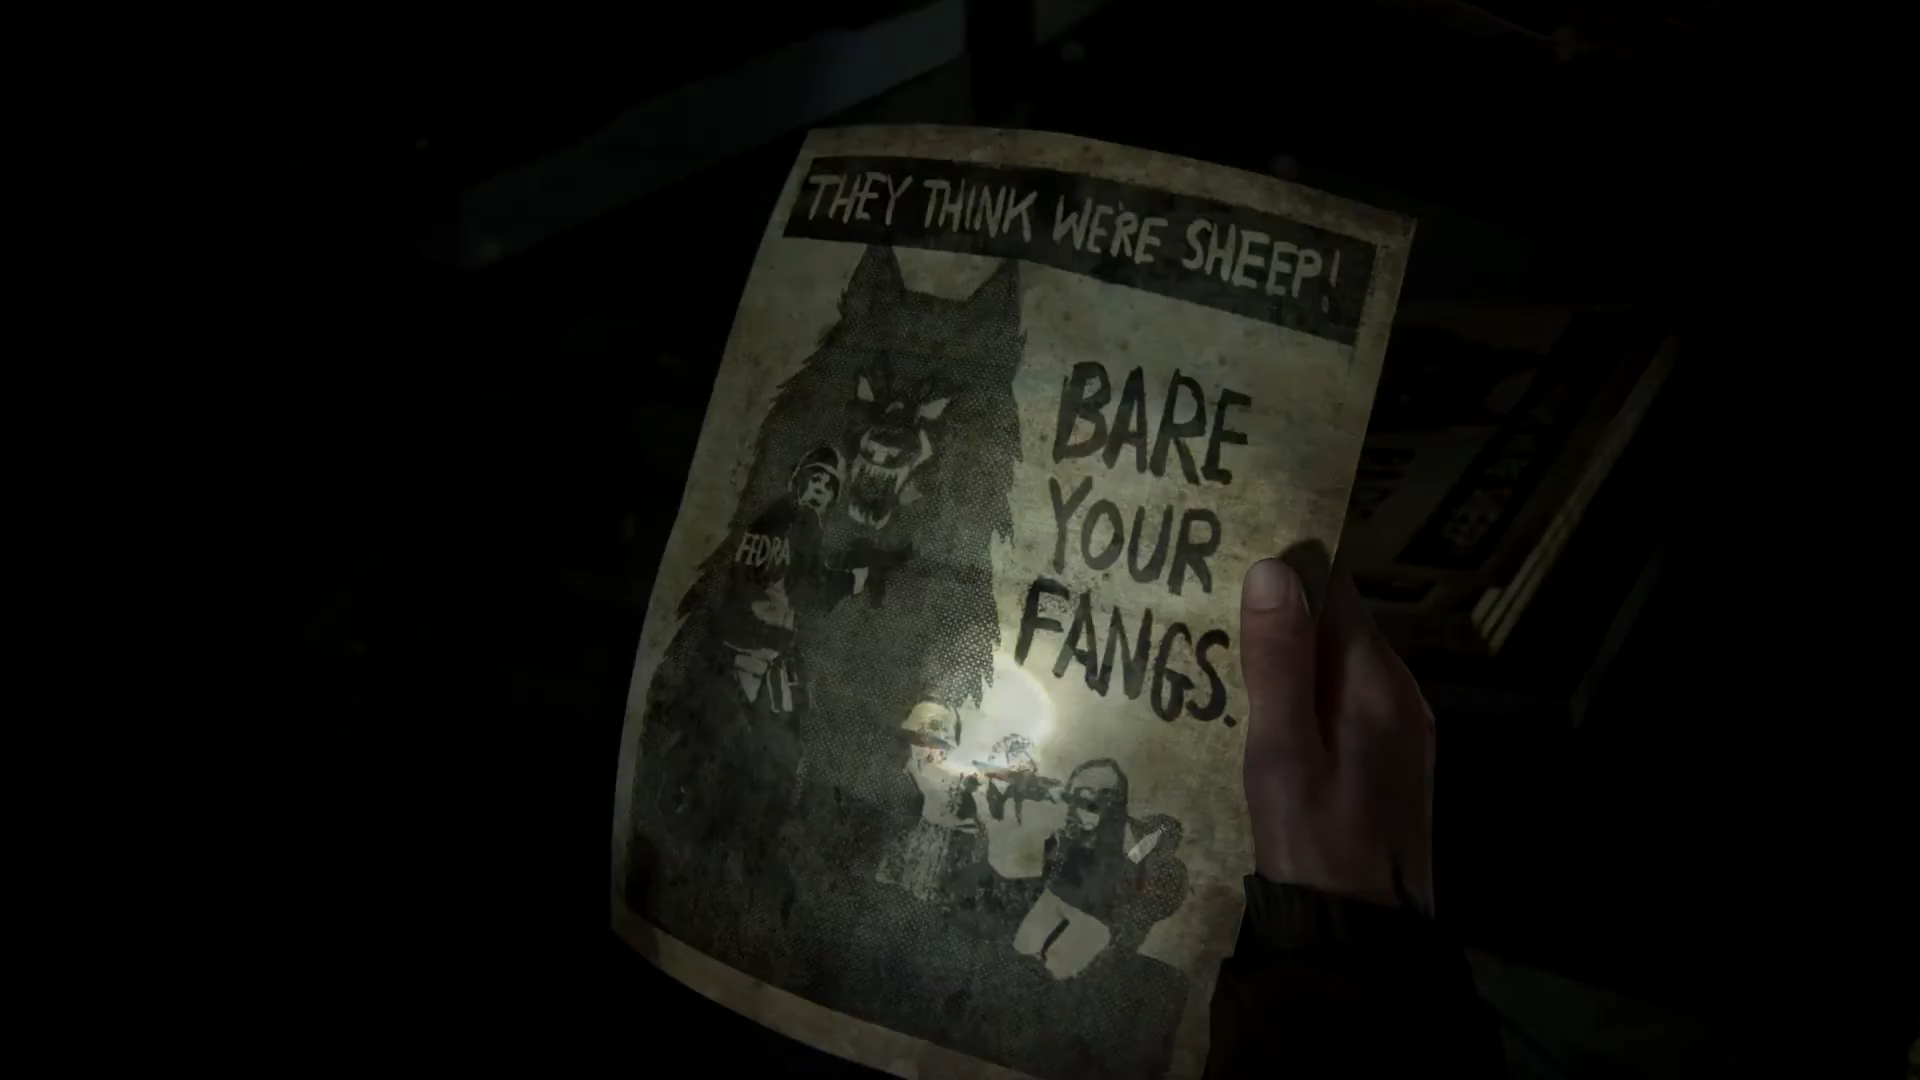 THEY THINK WE'RE SHEEP!
BARE
YOUR
FANGS.
FEDRA